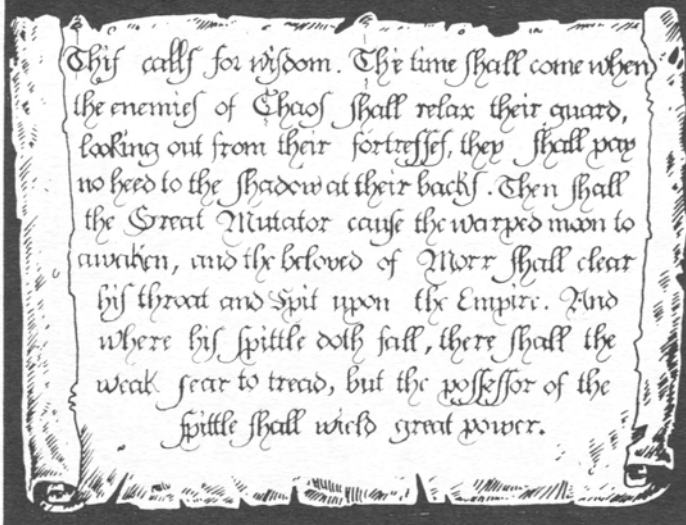 This calls for wisdom. The time shall come when
the enemies of Chaos shall relax their guard,
looking out from their fortresses, they shall pay
no heed to the shadow at their backs. Then shall
the Great Mutator cause the warped moon to
awaken, and the beloved of Morr shall clear
his throat and Spit upon the Empire. And
where his spittle doth fall, there shall the
weak fear to tread, but the possessor of the
spittle shall wield great power.